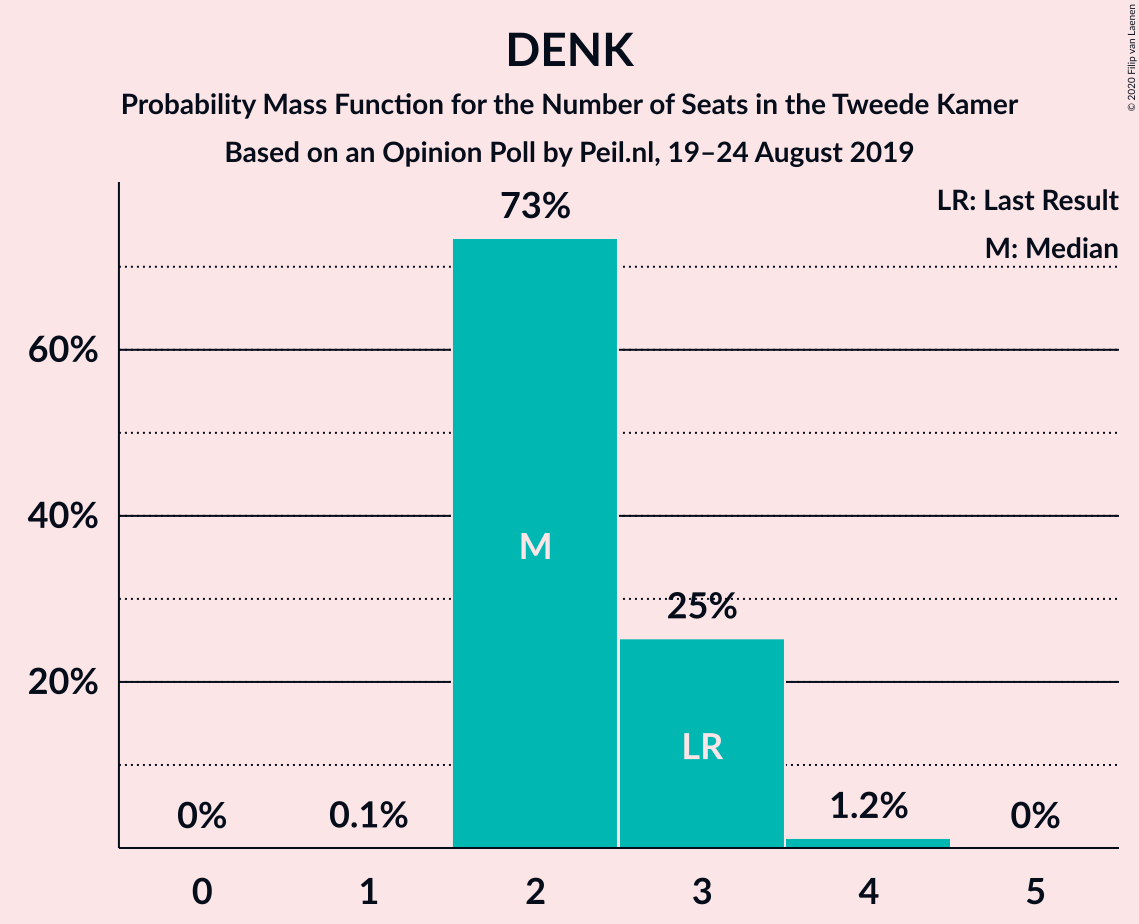 DENK
Probability Mass Function for the Number of Seats in the Tweede Kamer
Based on an Opinion Poll by Peil.nl, 19–24 August 2019
© 2020 Filip van Laenen
LR: Last Result
M: Median
73%
60%
40%
20%
M
25%
LR
0%
0.1%
1.2%
0%
0 1 2 3 4 5